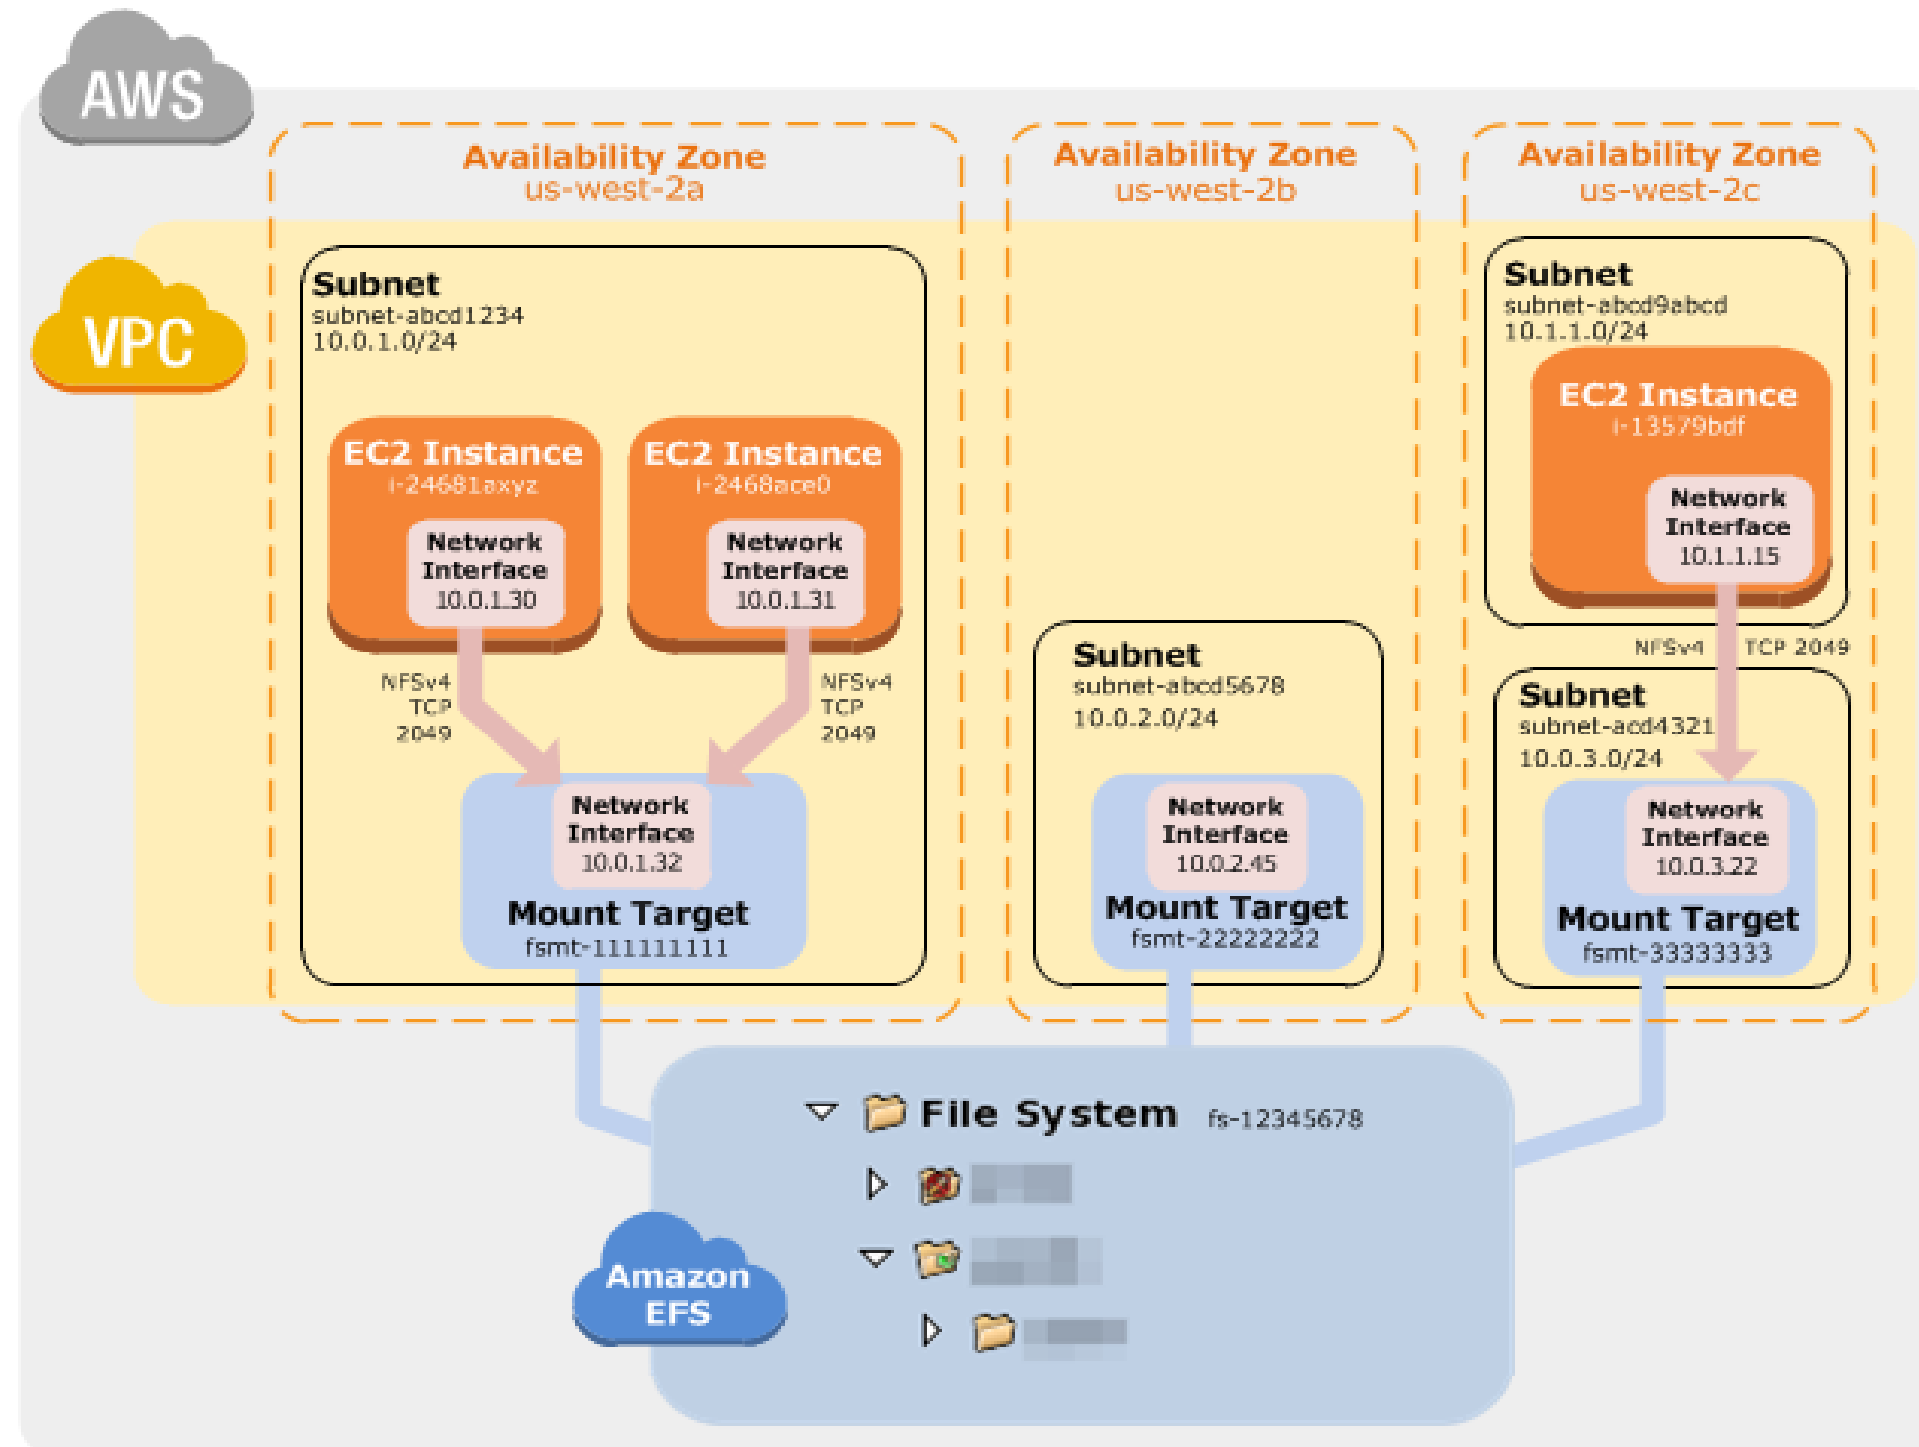 AWS
Availability Zone
us-west-2a
Availability Zone
us-west-2b
Availability Zone
us-west-2c
VPC
Subnet
subnet-abcd1234
10.0.1.0/24
EC2 Instance
i-24681axyz
Network
Interface
10.0.1.30
EC2 Instance
i-2468ace0
Network
Interface
10.0.1.31
NFSv4
TCP
2049
NFSv4
TCP
2049
Network
Interface
10.0.1.32
Mount Target
fsmt-111111111
Subnet
subnet-abcd5678
10.0.2.0/24
Network
Interface
10.0.2.45
Mount Target
fsmt-22222222
Subnet
subnet-abcd9abcd
10.1.1.0/24
EC2 Instance
i-13579bdf
Network
Interface
10.1.1.15
NFSv4 TCP 2049
Subnet
subnet-acd4321
10.0.3.0/24
Network
Interface
10.0.3.22
Mount Target
fsmt-33333333
File System fs-12345678
Amazon
EFS